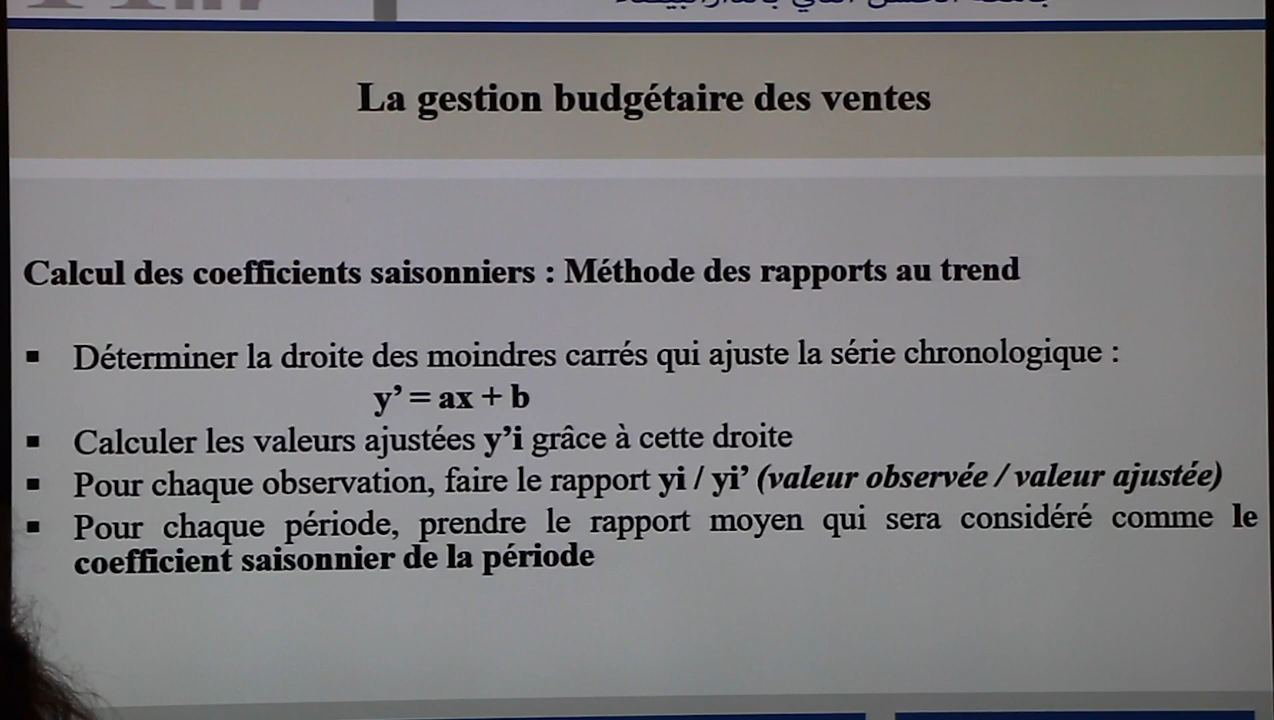 La gestion budgétaire des ventes
Calcul des coefficients saisonniers : Méthode des rapports au trend
▪ Déterminer la droite des moindres carrés qui ajuste la série chronologique :
y’ = ax + b
▪ Calculer les valeurs ajustées y’i grâce à cette droite
▪ Pour chaque observation, faire le rapport yi / yi’ (valeur observée / valeur ajustée)
▪ Pour chaque période, prendre le rapport moyen qui sera considéré comme le
coefficient saisonnier de la période